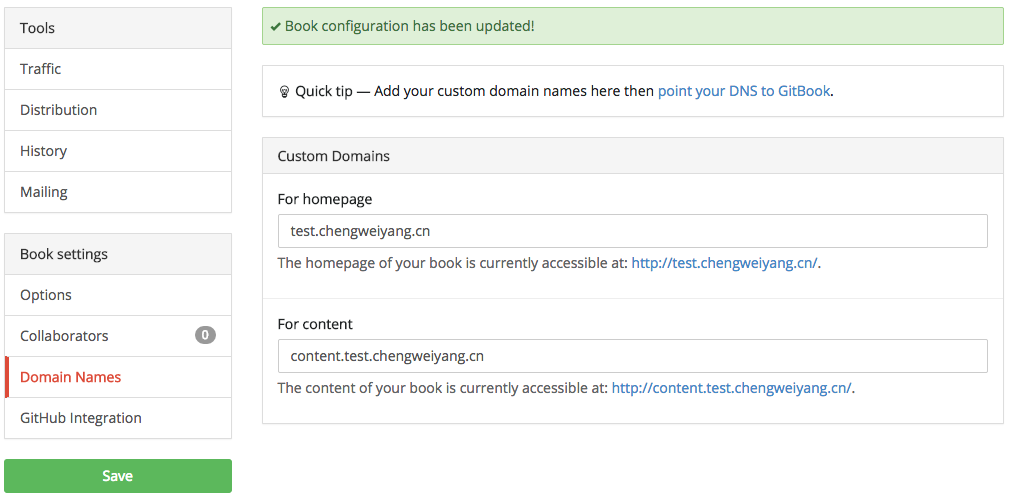 Tools
Traffic
Distribution
History
Mailing
Book settings
Options
Collaborators 0
Domain Names
GitHub Integration
Save
Book configuration has been updated!
Quick tip — Add your custom domain names here then point your DNS to GitBook.
Custom Domains
For homepage
test.chengweiyang.cn
The homepage of your book is currently accessible at: http://test.chengweiyang.cn/.
For content
content.test.chengweiyang.cn
The content of your book is currently accessible at: http://content.test.chengweiyang.cn/.